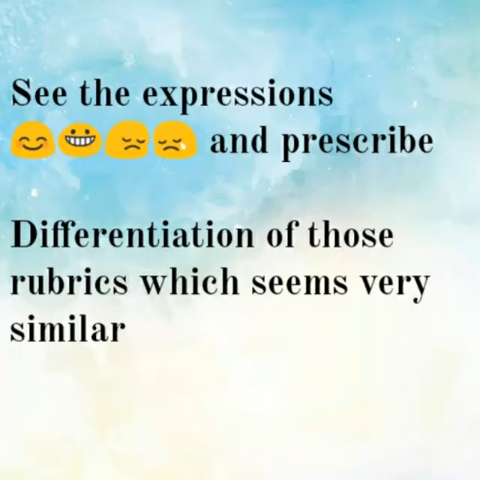 See the expressions
😊😀😔😢 and prescribe
Differentiation of those
rubrics which seems very
similar